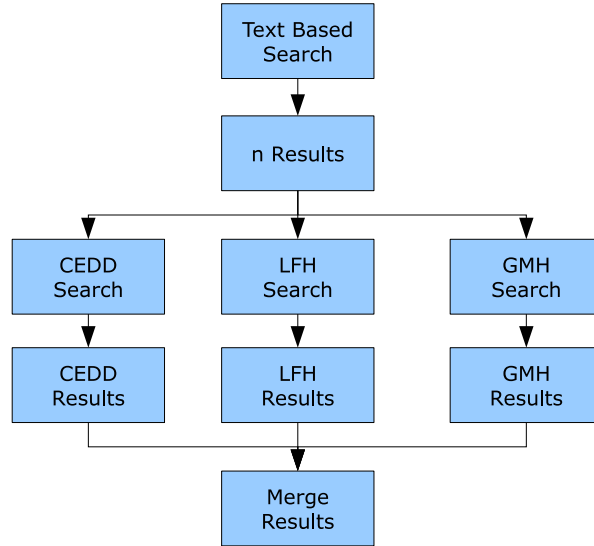 Text Based
Search
n Results
CEDD
Search
LFH
Search
GMH
Search
CEDD
Results
LFH
Results
GMH
Results
Merge
Results